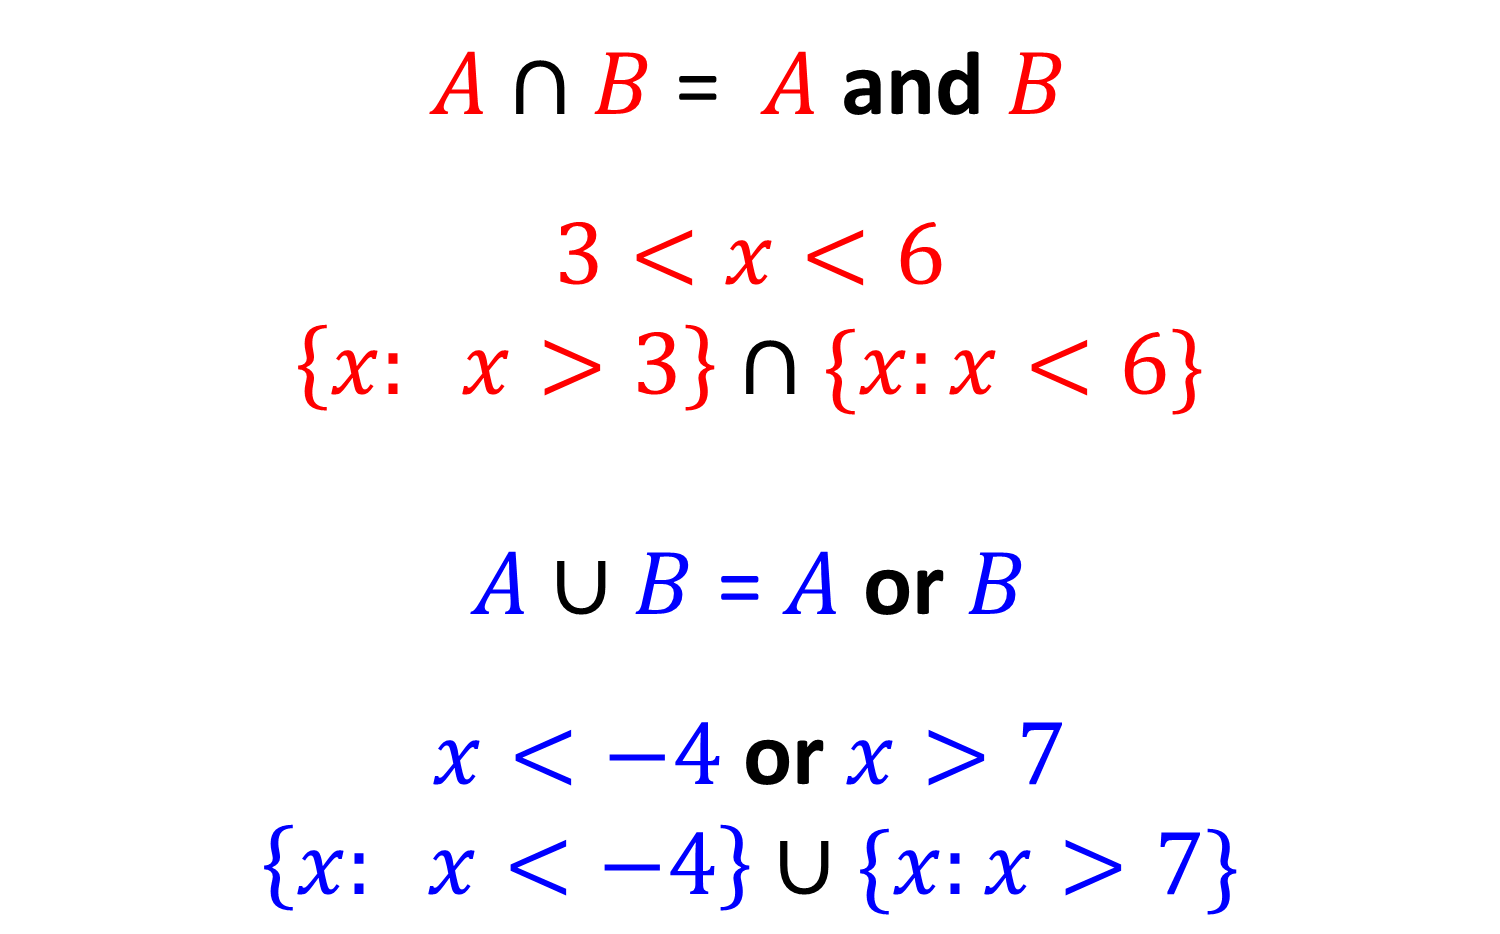 A ∩ B = A and B
3 < x < 6
{x: x > 3} ∩ {x: x < 6}
A ∪ B = A or B
x < −4 or x > 7
{x: x < −4} ∪ {x: x > 7}